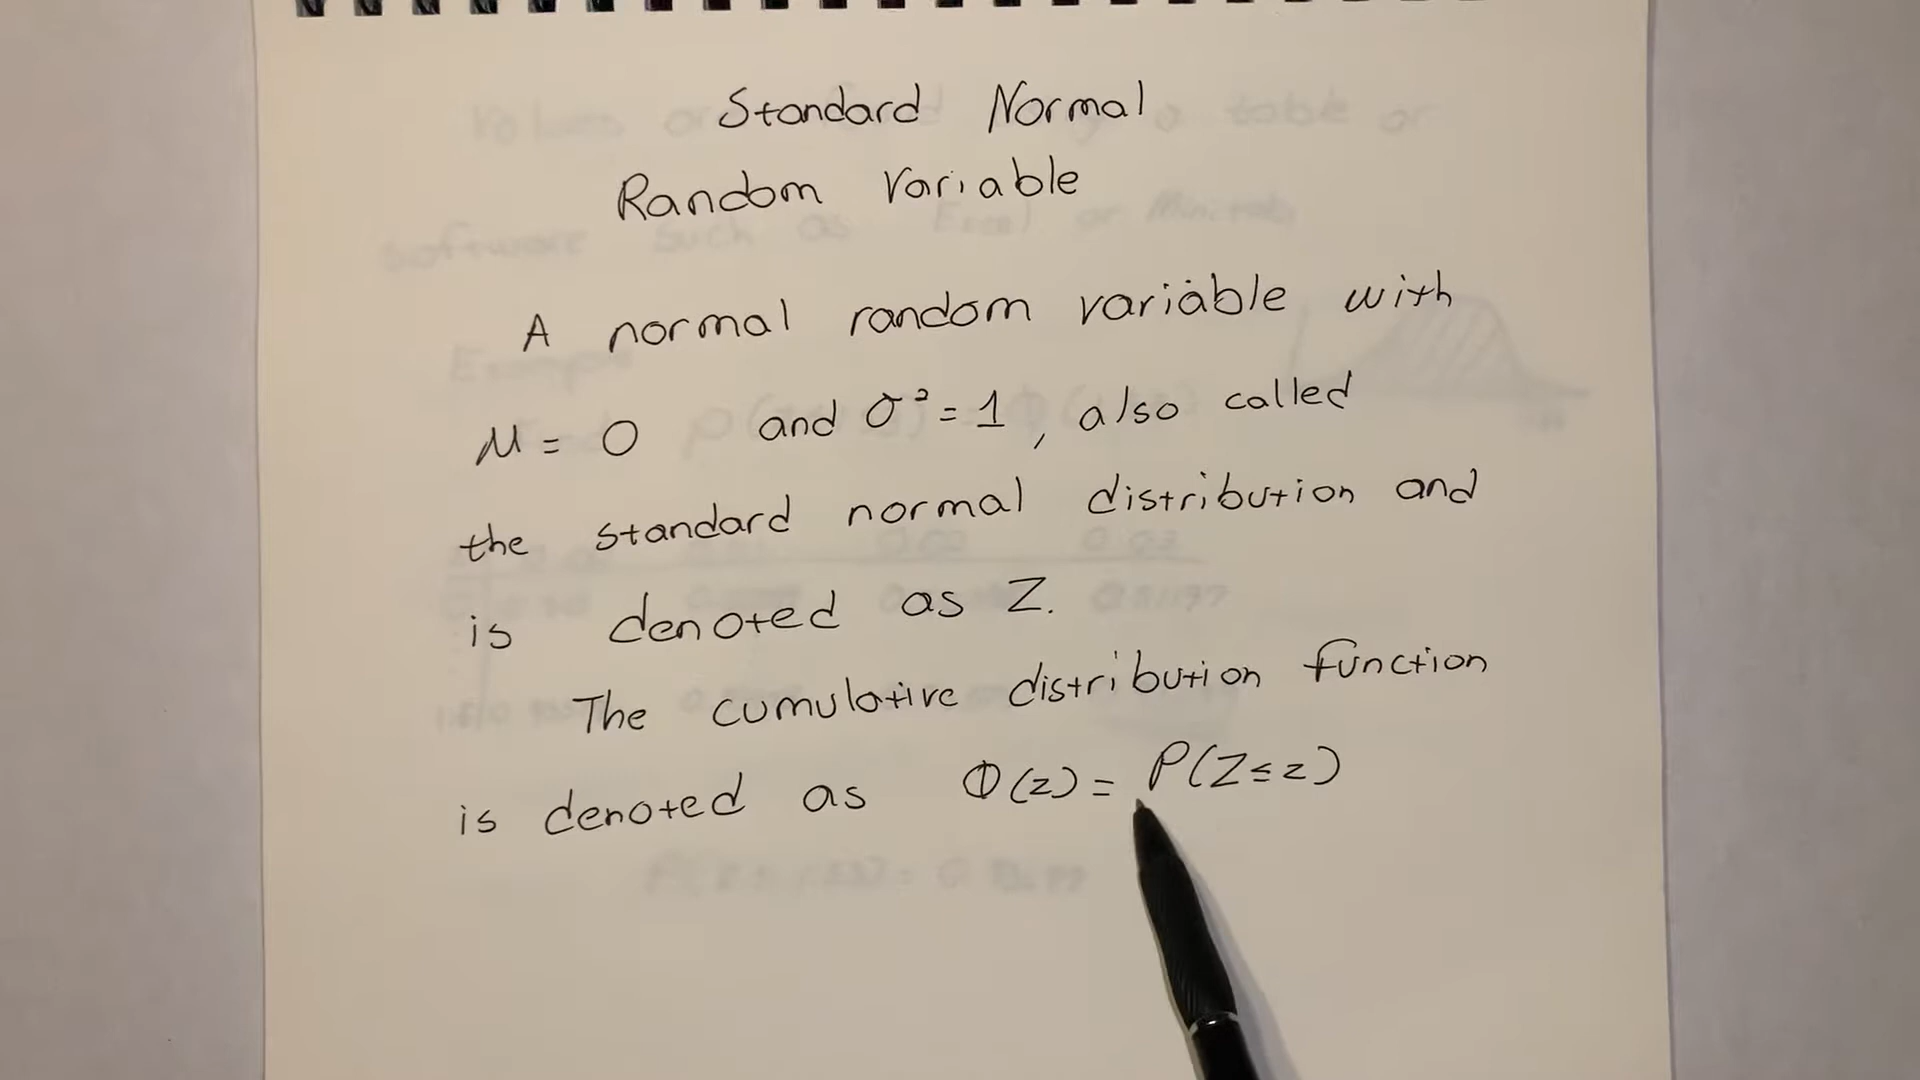 Standard Normal
Random Variable
A normal random variable with
μ = 0 and σ² = 1, also called
the standard normal distribution and
is denoted as Z.
The cumulative distribution function
is denoted as Φ(z) = P(Z ≤ z)